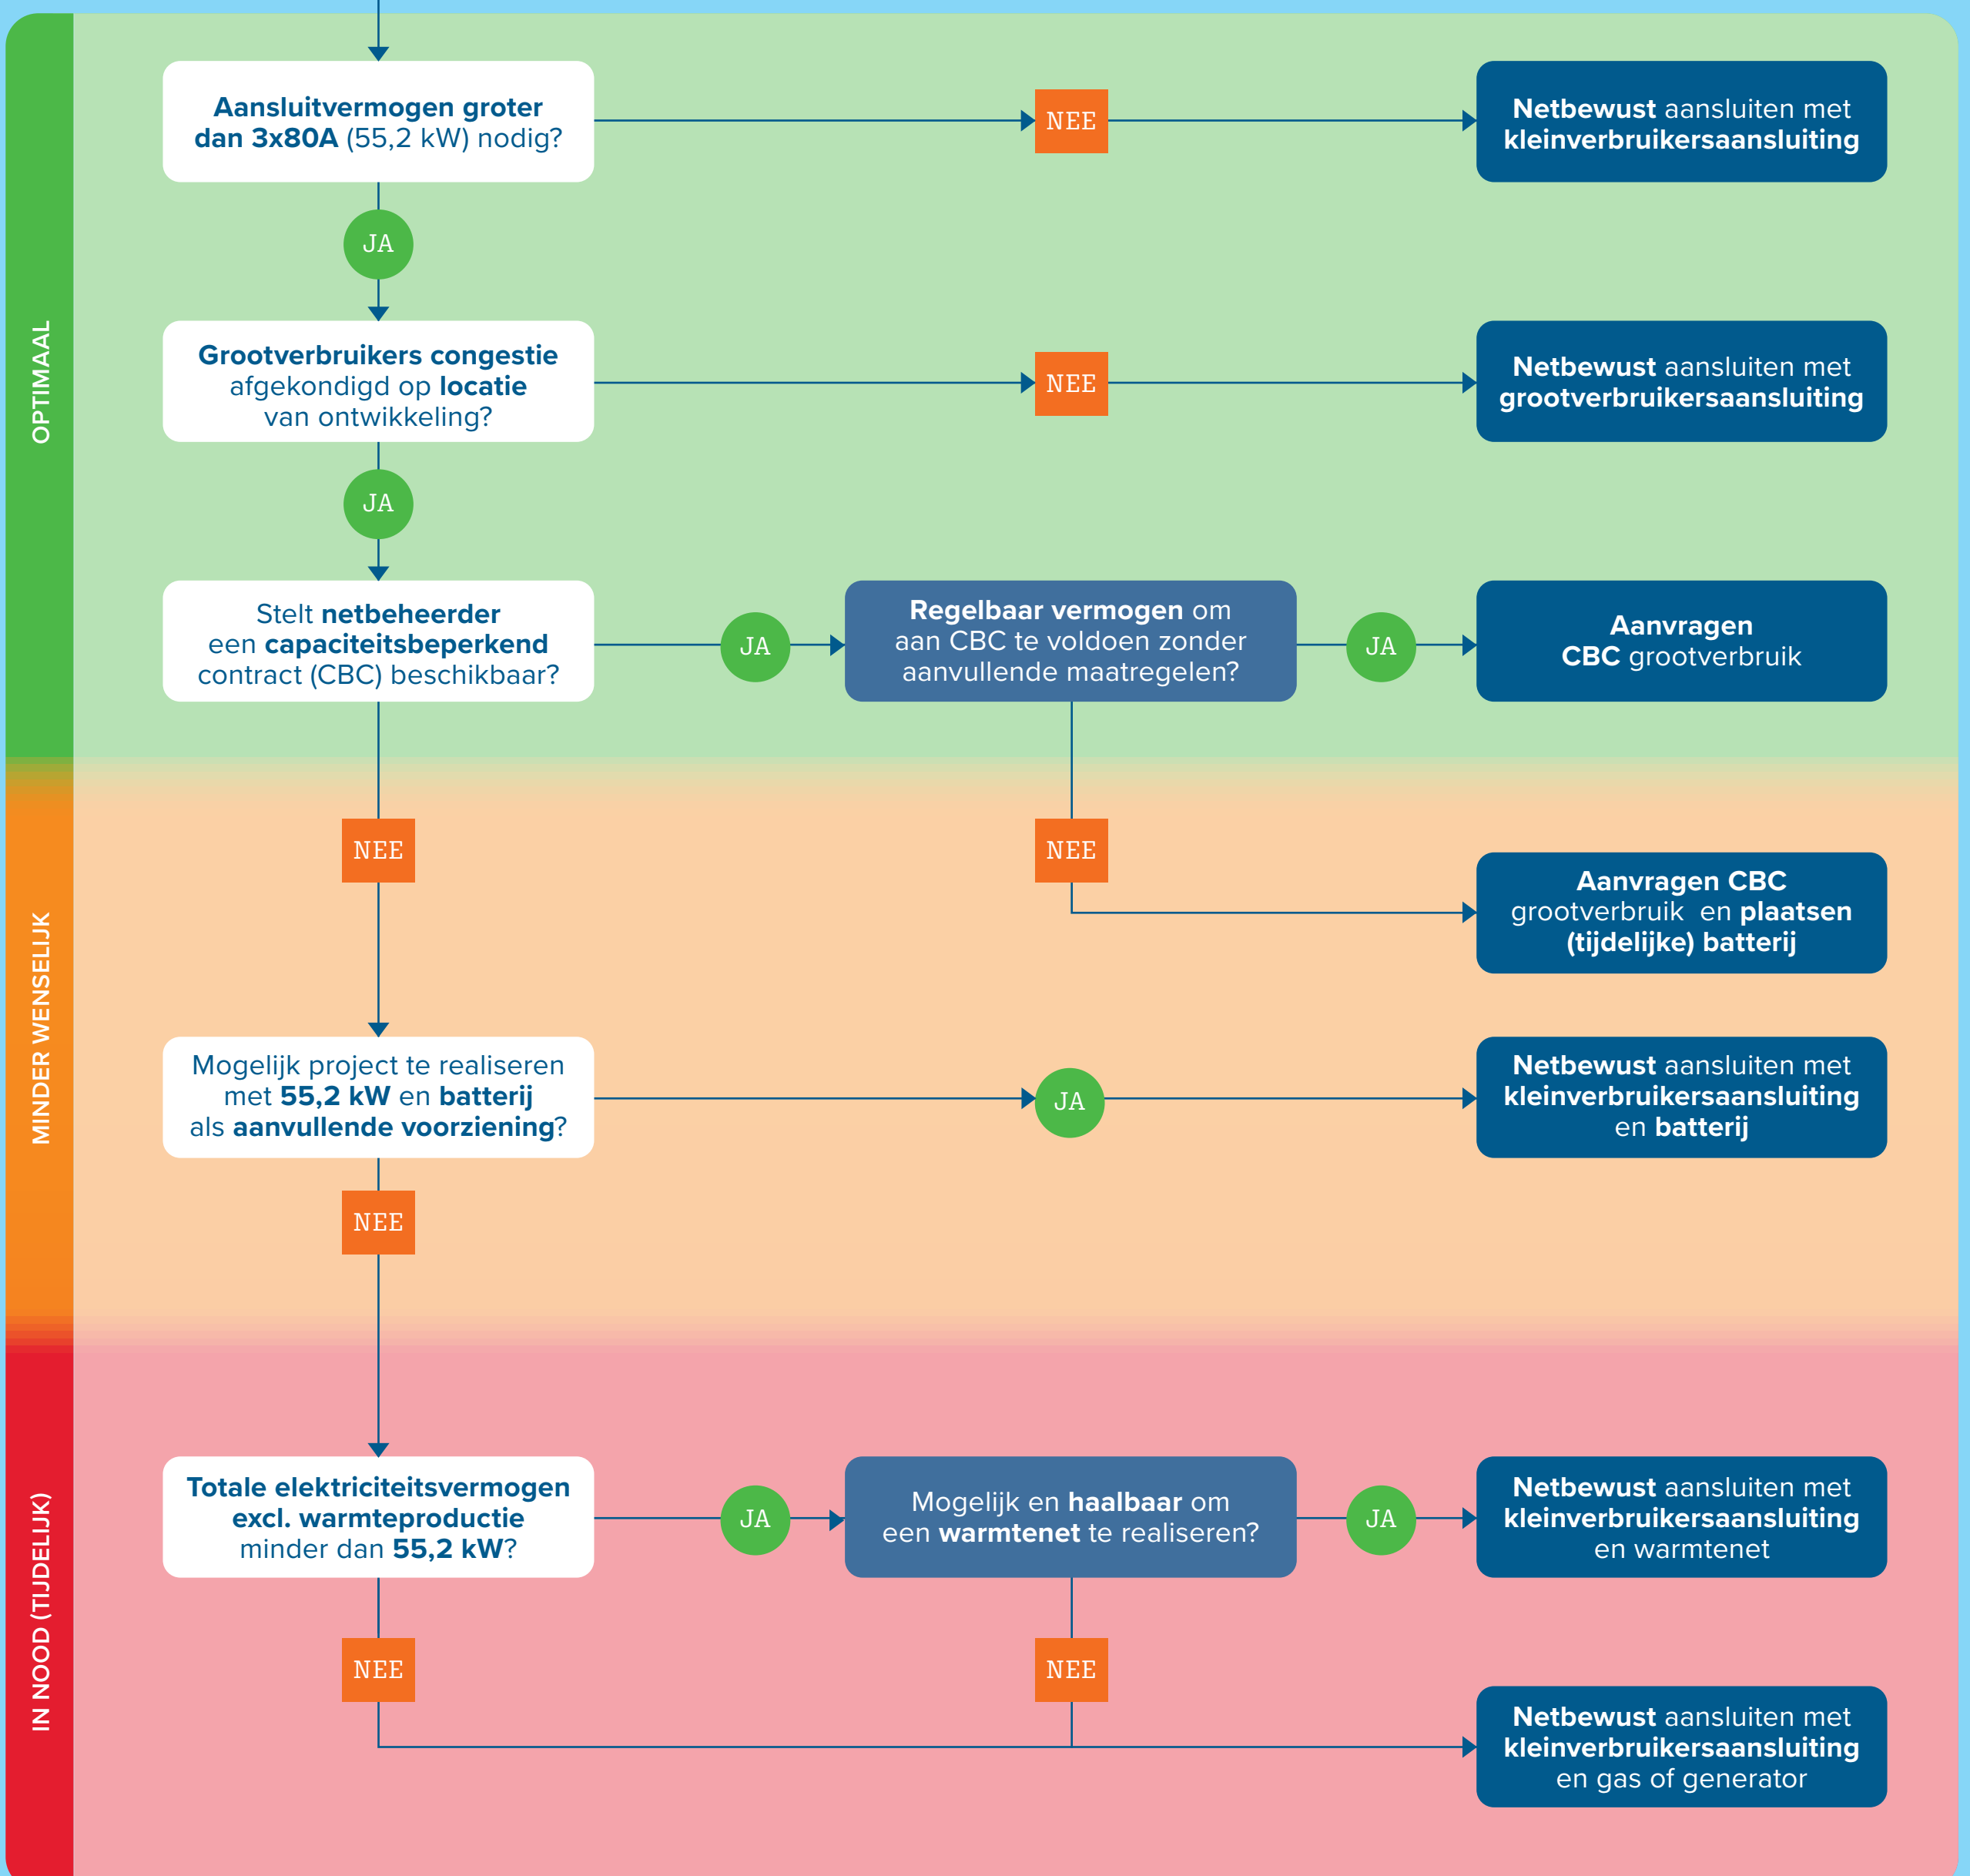 OPTIMAAL
Aansluitvermogen groter
dan 3x80A (55,2 kW) nodig?
NEE
Netbewust aansluiten met
kleinverbruikersaansluiting
JA
Grootverbruikers congestie
afgekondigd op locatie
van ontwikkeling?
NEE
Netbewust aansluiten met
grootverbruikersaansluiting
JA
Stelt netbeheerder
een capaciteitsbeperkend
contract (CBC) beschikbaar?
JA
Regelbaar vermogen om
aan CBC te voldoen zonder
aanvullende maatregelen?
JA
Aanvragen
CBC grootverbruik
MINDER WENSELIJK
NEE
NEE
Aanvragen CBC
grootverbruik en plaatsen
(tijdelijke) batterij
Mogelijk project te realiseren
met 55,2 kW en batterij
als aanvullende voorziening?
JA
Netbewust aansluiten met
kleinverbruikersaansluiting
en batterij
NEE
IN NOOD (TIJDELIJK)
Totale elektriciteitsvermogen
excl. warmteproductie
minder dan 55,2 kW?
JA
Mogelijk en haalbaar om
een warmtenet te realiseren?
JA
Netbewust aansluiten met
kleinverbruikersaansluiting
en warmtenet
NEE
NEE
Netbewust aansluiten met
kleinverbruikersaansluiting
en gas of generator